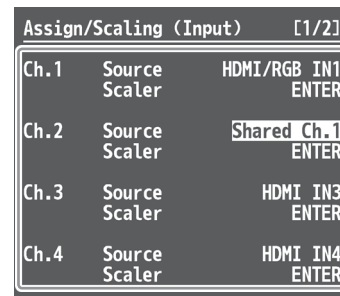 Assign/Scaling (Input) [1/2]
Ch.1 Source HDMI/RGB IN1
Scaler ENTER
Ch.2 Source Shared Ch.1
Scaler ENTER
Ch.3 Source HDMI IN3
Scaler ENTER
Ch.4 Source HDMI IN4
Scaler ENTER